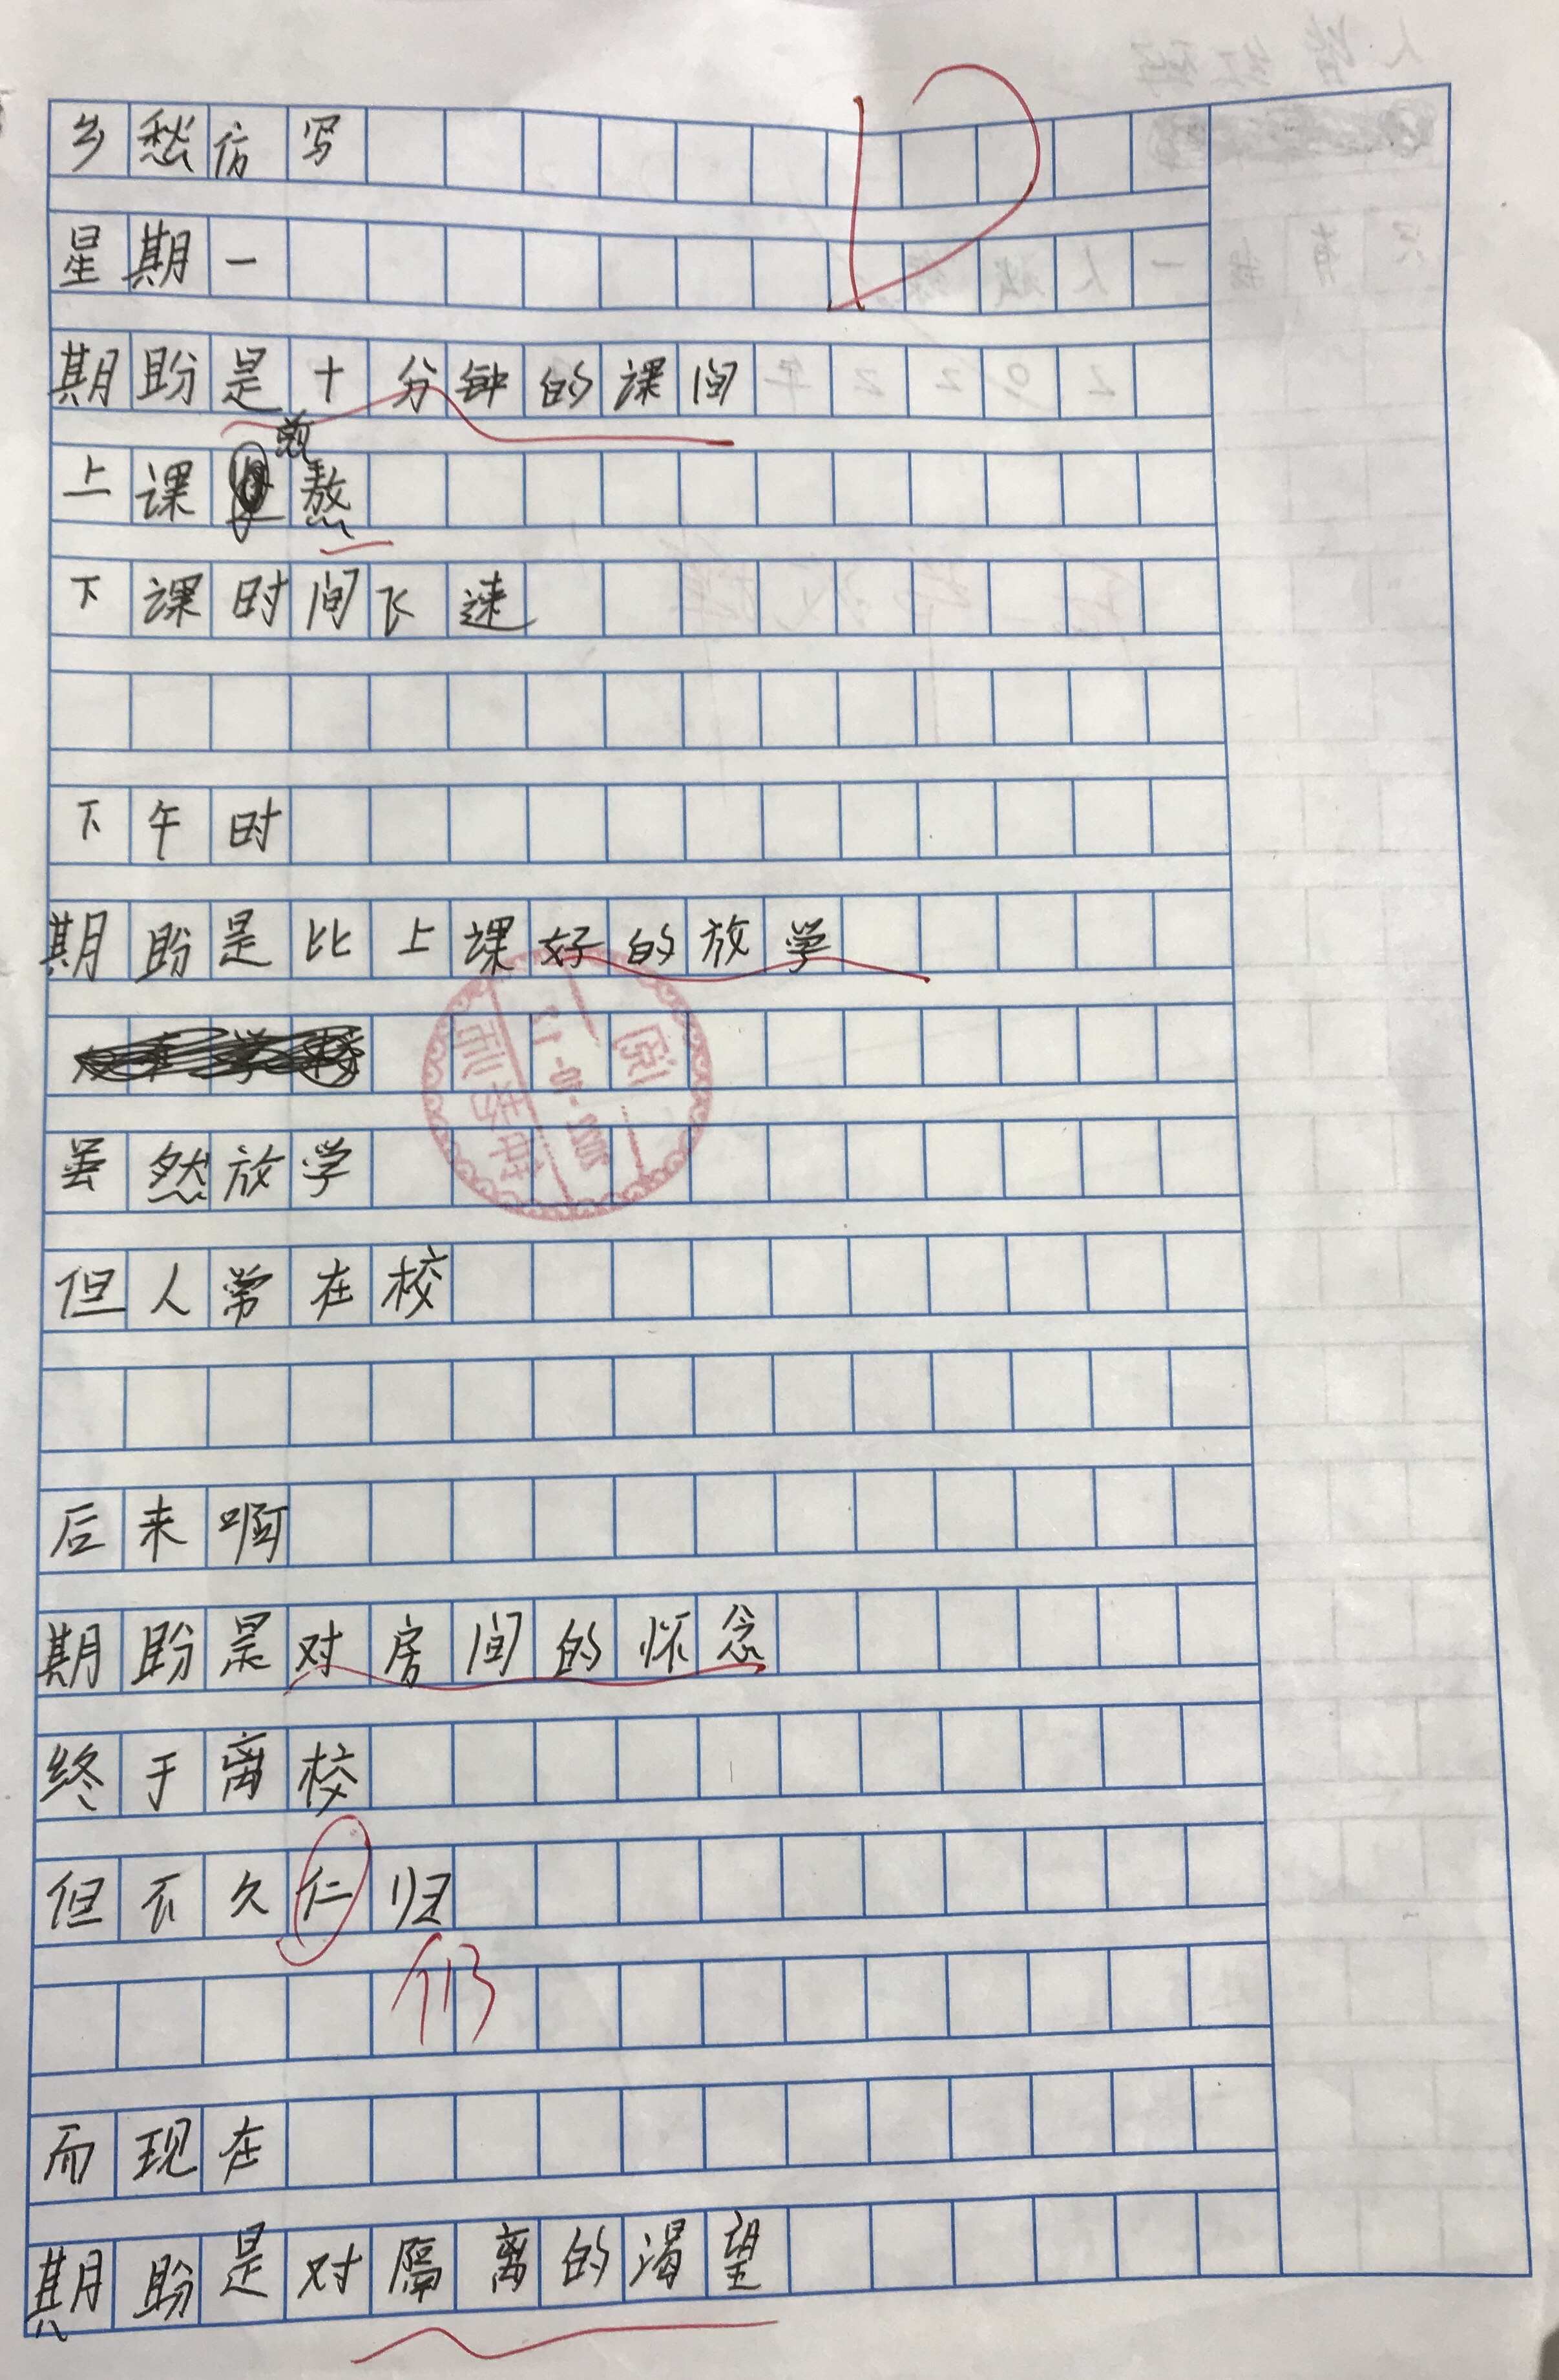 乡愁仿写
星期一
期盼是十分钟的课间
上课煎熬
下课时间飞速
下午时
期盼是比上课好的放学
虽然放学
但人常在校
后来啊
期盼是对房间的怀念
终于离校
但不久仁归
仍
而现在
期盼是对隔离的渴望